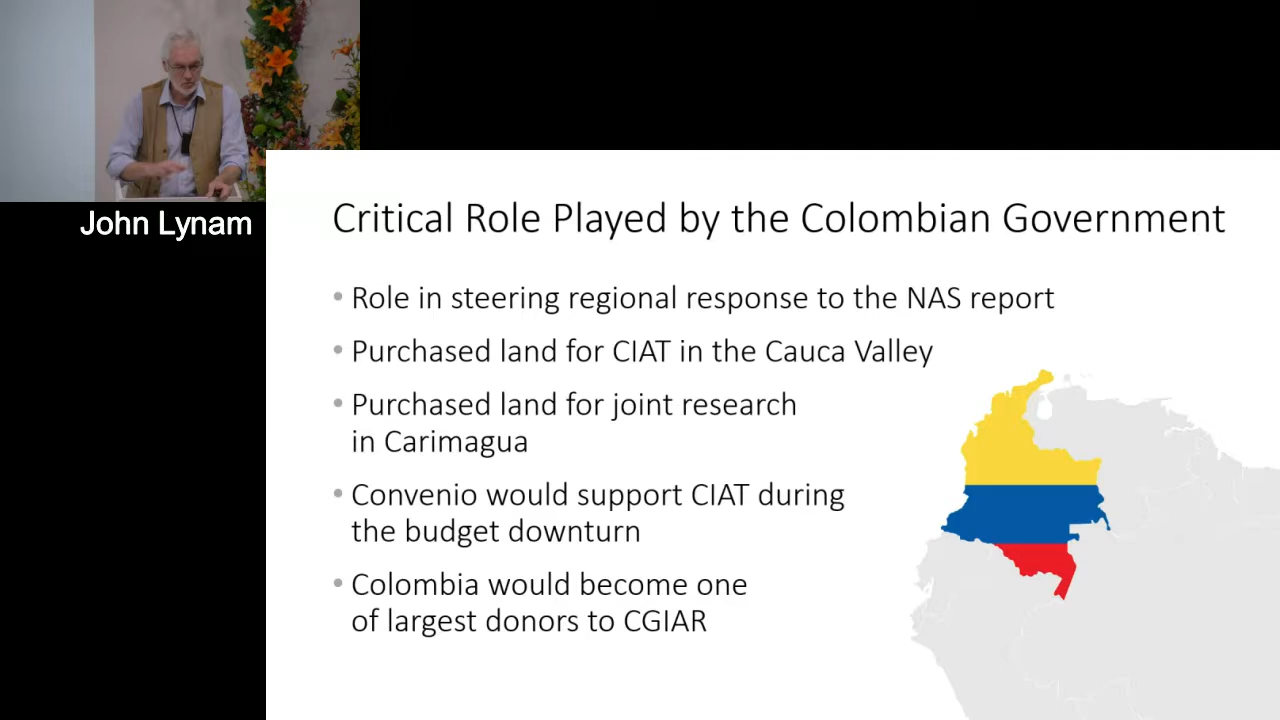 John Lynam
Critical Role Played by the Colombian Government
• Role in steering regional response to the NAS report
• Purchased land for CIAT in the Cauca Valley
• Purchased land for joint research
in Carimagua
• Convenio would support CIAT during
the budget downturn
• Colombia would become one
of largest donors to CGIAR